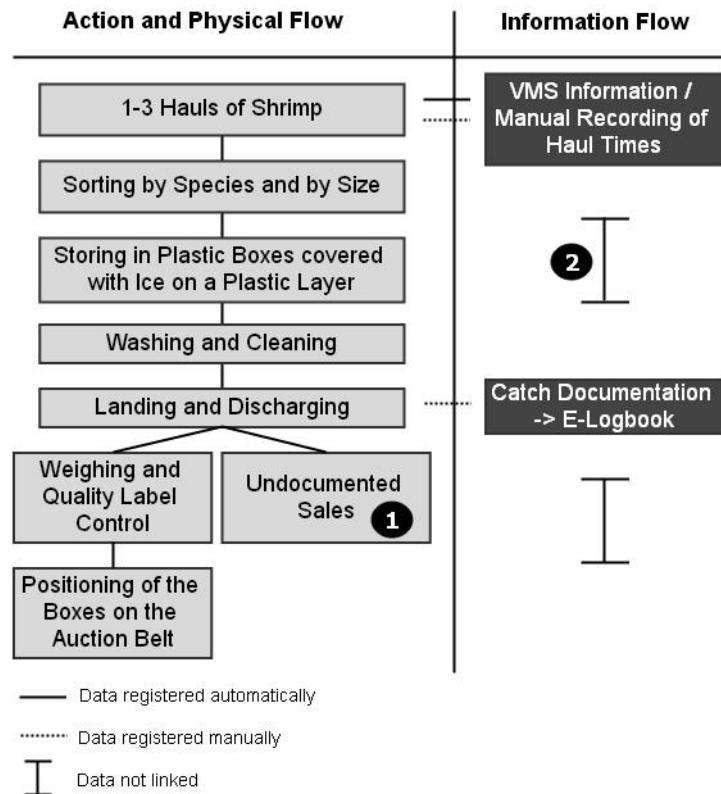 Action and Physical Flow
Information Flow
1-3 Hauls of Shrimp
VMS Information /
Manual Recording of
Haul Times
Sorting by Species and by Size
Storing in Plastic Boxes covered
with Ice on a Plastic Layer
2
Washing and Cleaning
Landing and Discharging
Catch Documentation
-> E-Logbook
Weighing and
Quality Label
Control
Undocumented
Sales
1
Positioning of the
Boxes on the
Auction Belt
Data registered automatically
Data registered manually
Data not linked